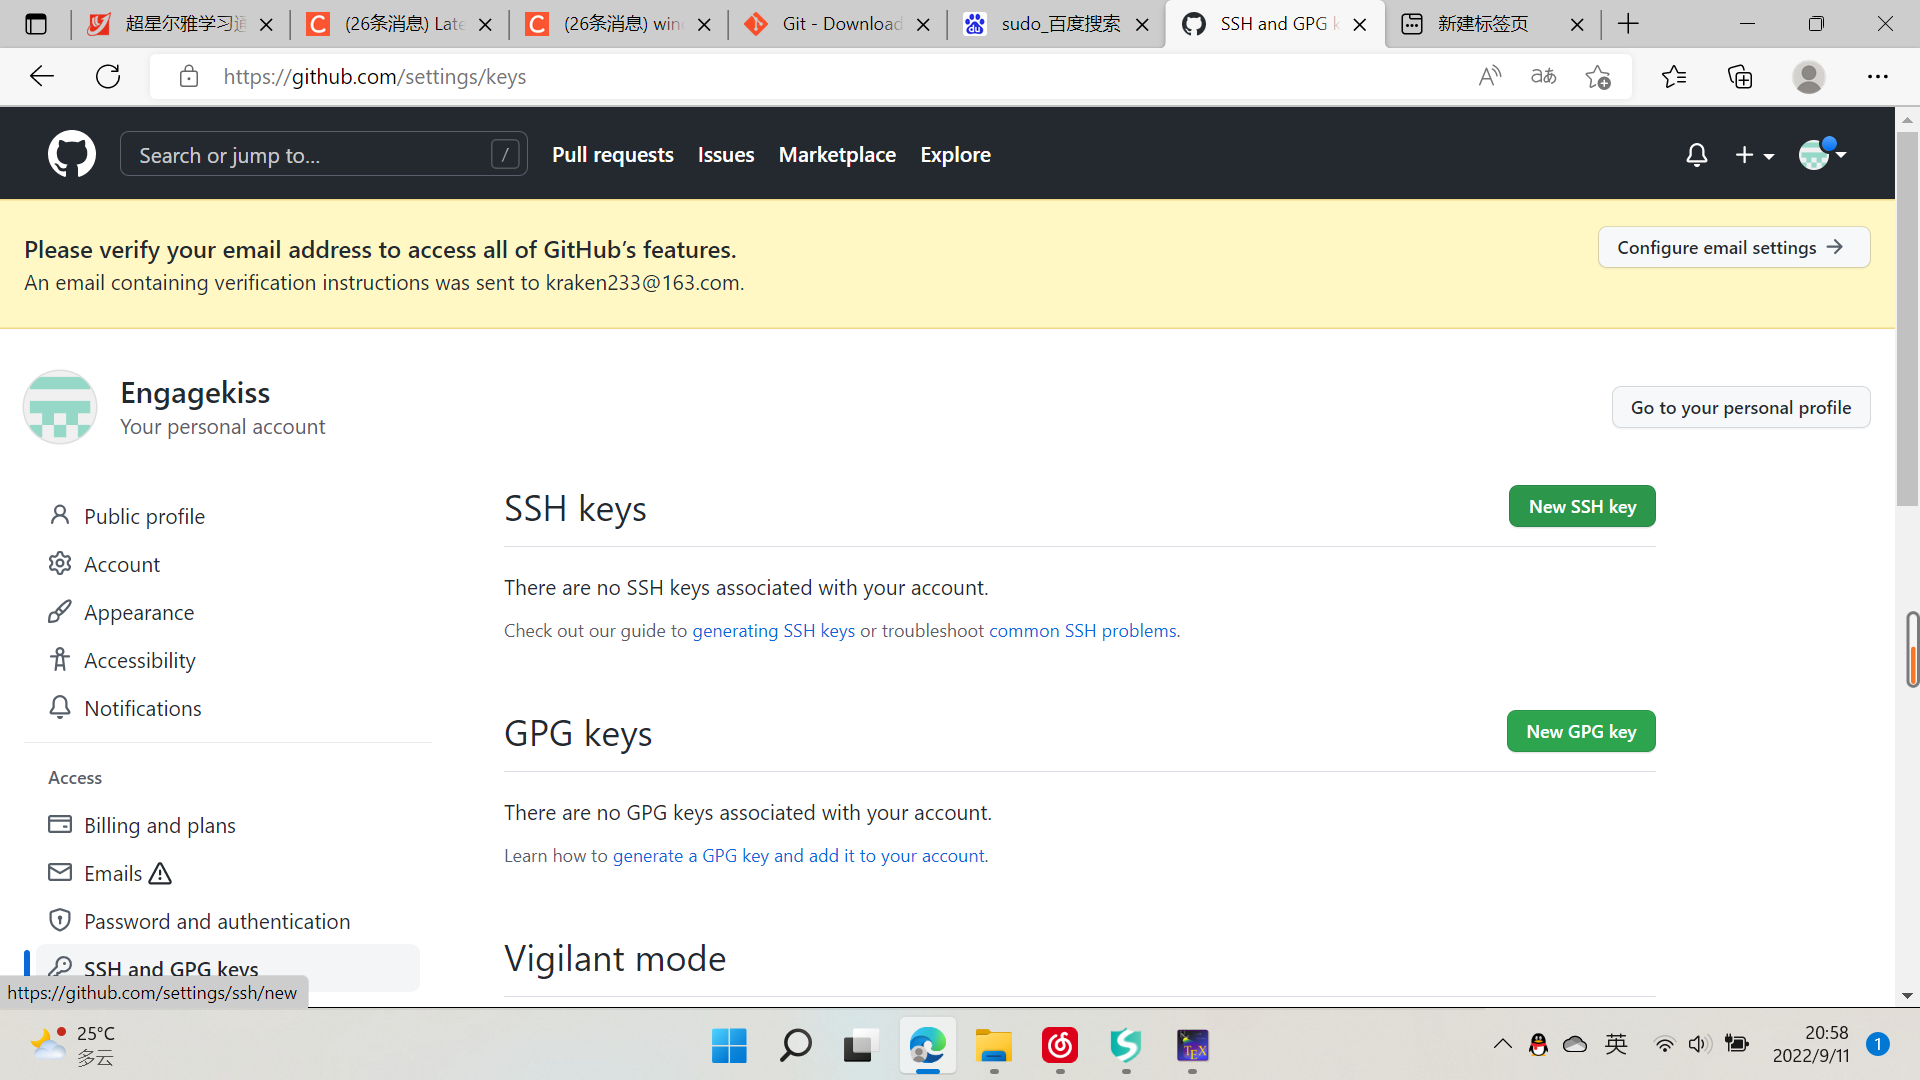 超星尔雅学习通
(26条消息) Late
(26条消息) win
Git - Download
sudo_百度搜索
SSH and GPG k
新建标签页
https://github.com/settings/keys
Search or jump to...
/
Pull requests
Issues
Marketplace
Explore
Please verify your email address to access all of GitHub’s features.
An email containing verification instructions was sent to kraken233@163.com.
Configure email settings
Engagekiss
Your personal account
Go to your personal profile
Public profile
Account
Appearance
Accessibility
Notifications
Access
Billing and plans
Emails
Password and authentication
SSH and GPG keys
SSH keys
New SSH key
There are no SSH keys associated with your account.
Check out our guide to generating SSH keys or troubleshoot common SSH problems.
GPG keys
New GPG key
There are no GPG keys associated with your account.
Learn how to generate a GPG key and add it to your account.
Vigilant mode
https://github.com/settings/ssh/new
25°C
多云
英
20:58
2022/9/11
1